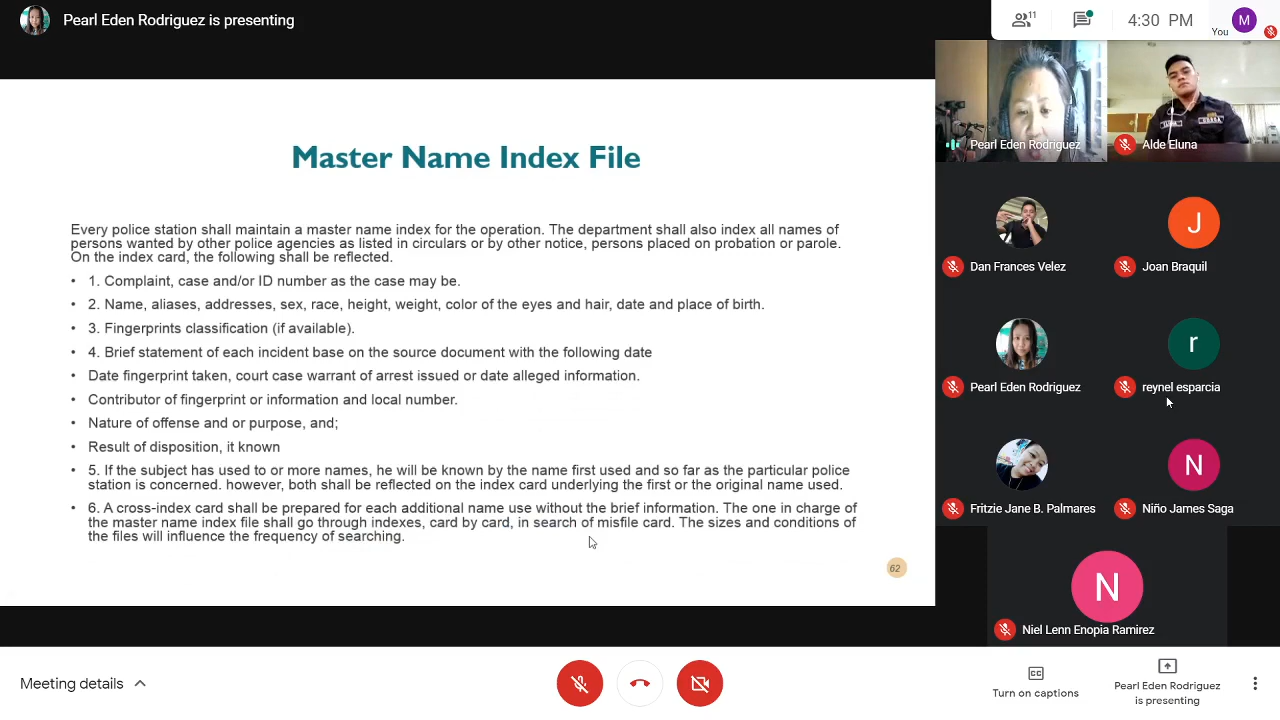 Pearl Eden Rodriguez is presenting
11
4:30 PM
You
M
Master Name Index File
Every police station shall maintain a master name index for the operation. The department shall also index all names of
persons wanted by other police agencies as listed in circulars or by other notice, persons placed on probation or parole.
On the index card, the following shall be reflected.
• 1. Complaint, case and/or ID number as the case may be.
• 2. Name, aliases, addresses, sex, race, height, weight, color of the eyes and hair, date and place of birth.
• 3. Fingerprints classification (if available).
• 4. Brief statement of each incident base on the source document with the following date
• Date fingerprint taken, court case warrant of arrest issued or date alleged information.
• Contributor of fingerprint or information and local number.
• Nature of offense and or purpose, and;
• Result of disposition, it known
• 5. If the subject has used to or more names, he will be known by the name first used and so far as the particular police
station is concerned. however, both shall be reflected on the index card underlying the first or the original name used.
• 6. A cross-index card shall be prepared for each additional name use without the brief information. The one in charge of
the master name index file shall go through indexes, card by card, in search of misfile card. The sizes and conditions of
the files will influence the frequency of searching.
62
Pearl Eden Rodriguez
Alde Eluna
Dan Frances Velez
J
Joan Braquil
Pearl Eden Rodriguez
r
reynel esparcia
Fritzie Jane B. Palmares
N
Niño James Saga
N
Niel Lenn Enopia Ramirez
Meeting details
CC
Turn on captions
Pearl Eden Rodriguez
is presenting